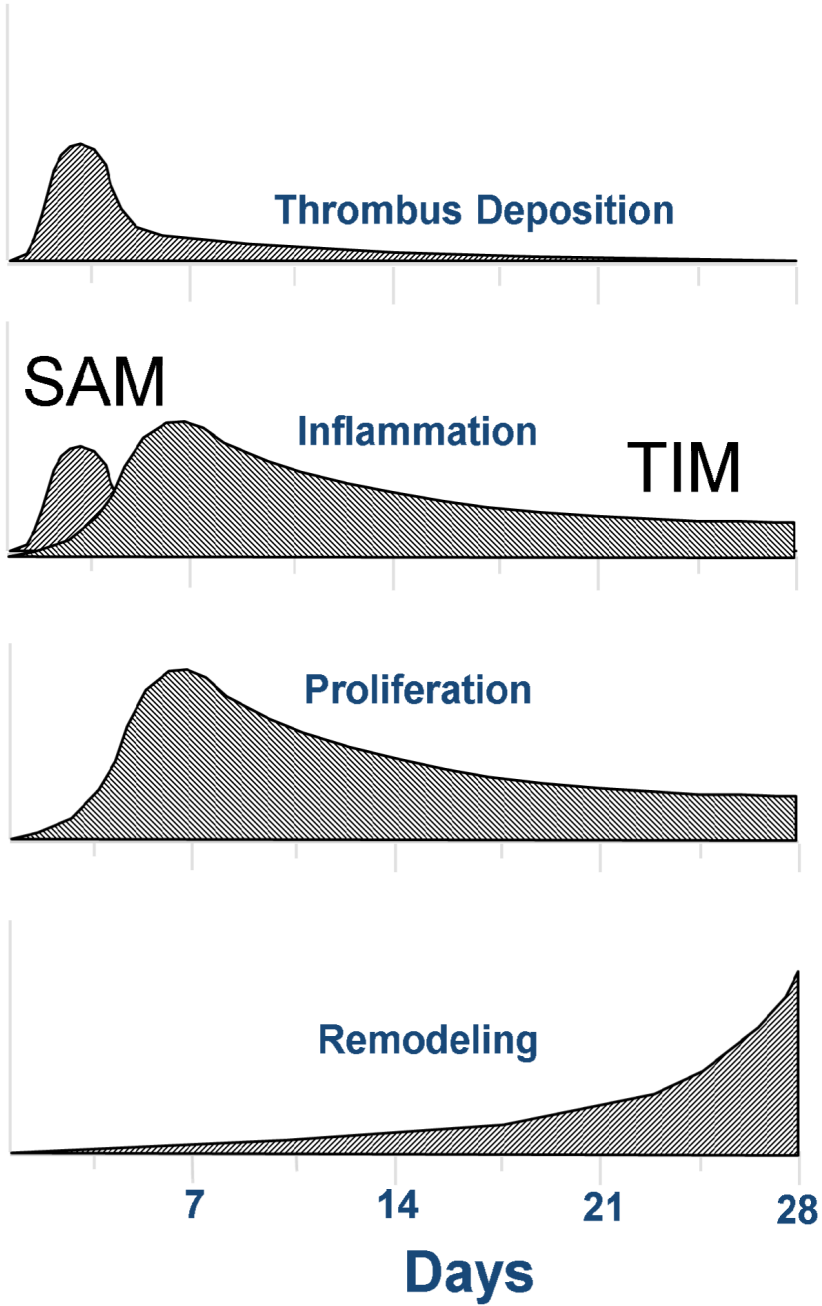 Thrombus Deposition
SAM
Inflammation
TIM
Proliferation
Remodeling
7 14 21 28
Days